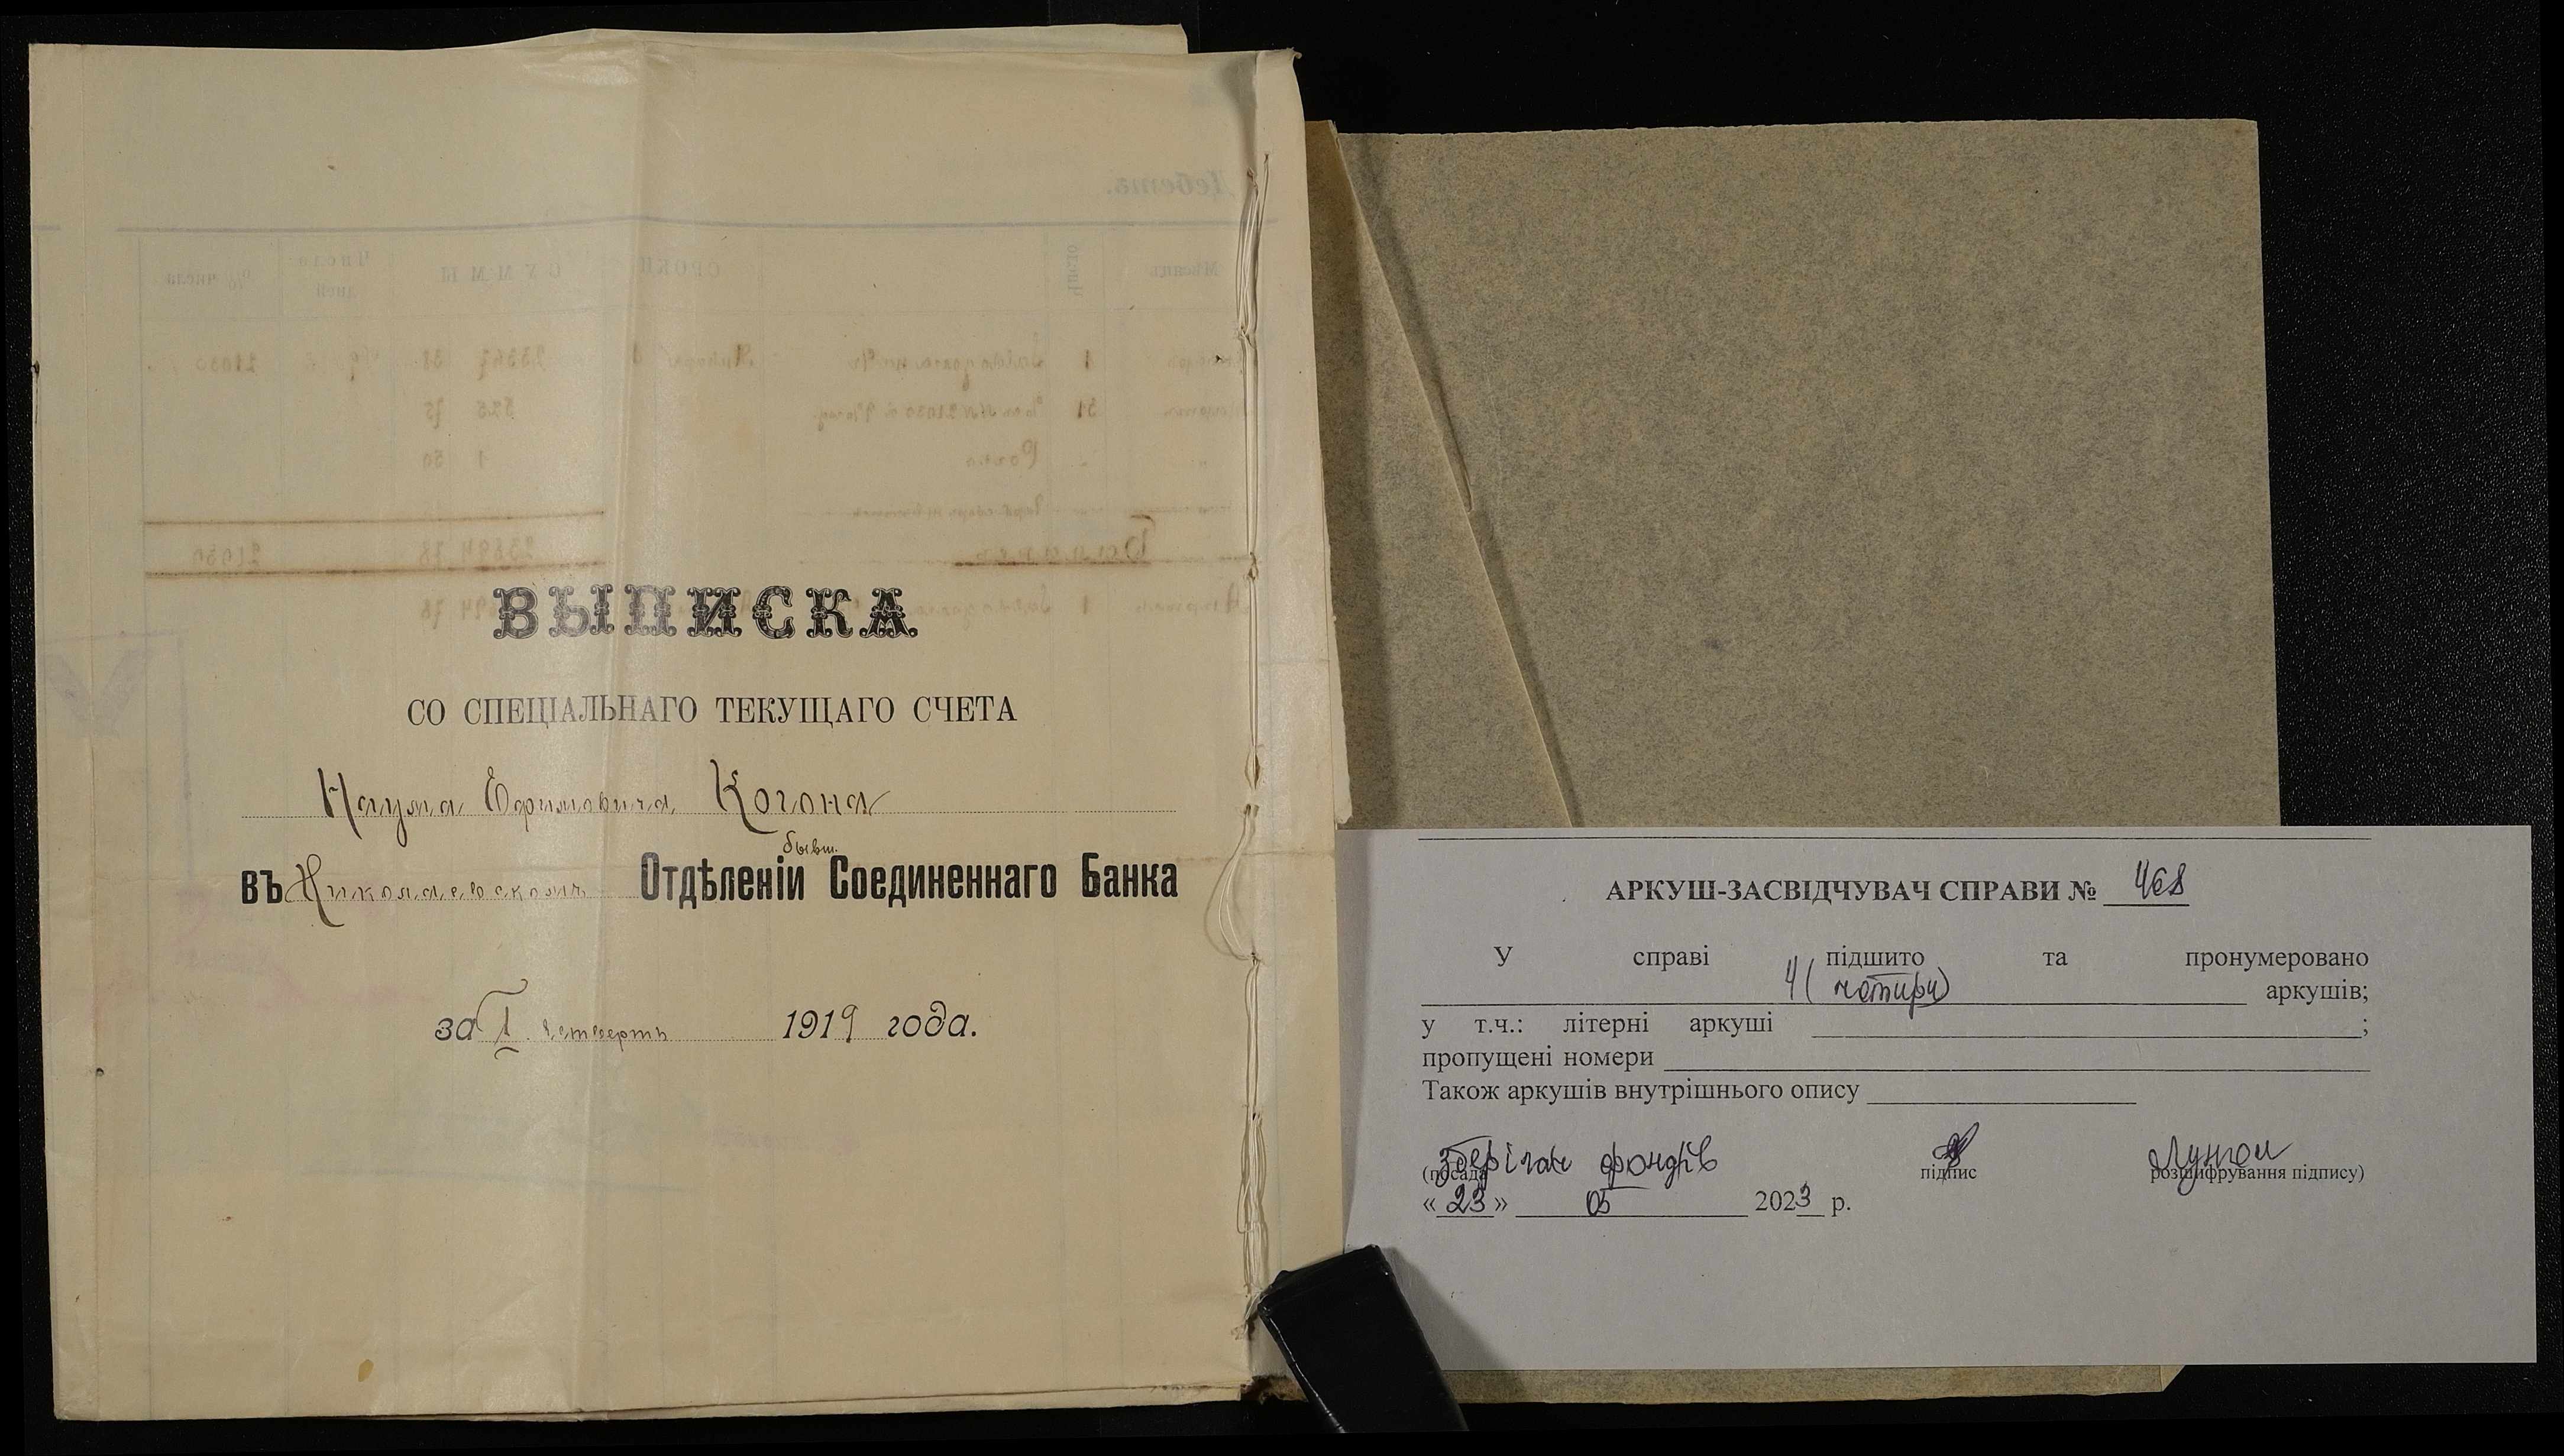 ВЫПИСКА
СО СПЕЦІАЛЬНАГО ТЕКУЩАГО СЧЕТА
Наума Ефимовича Когона
бывш.
въ Николаевскомъ Отдѣленіи Соединеннаго Банка
за I четверть 1919 года.
АРКУШ-ЗАСВІДЧУВАЧ СПРАВИ № 468
У справі підшито та пронумеровано
4 (чотири) аркушів;
у т.ч.: літерні аркуші ;
пропущені номери
Також аркушів внутрішнього опису
зберігач фондів
(посада підпис розшифрування підпису)
«23» 05 2023 р.